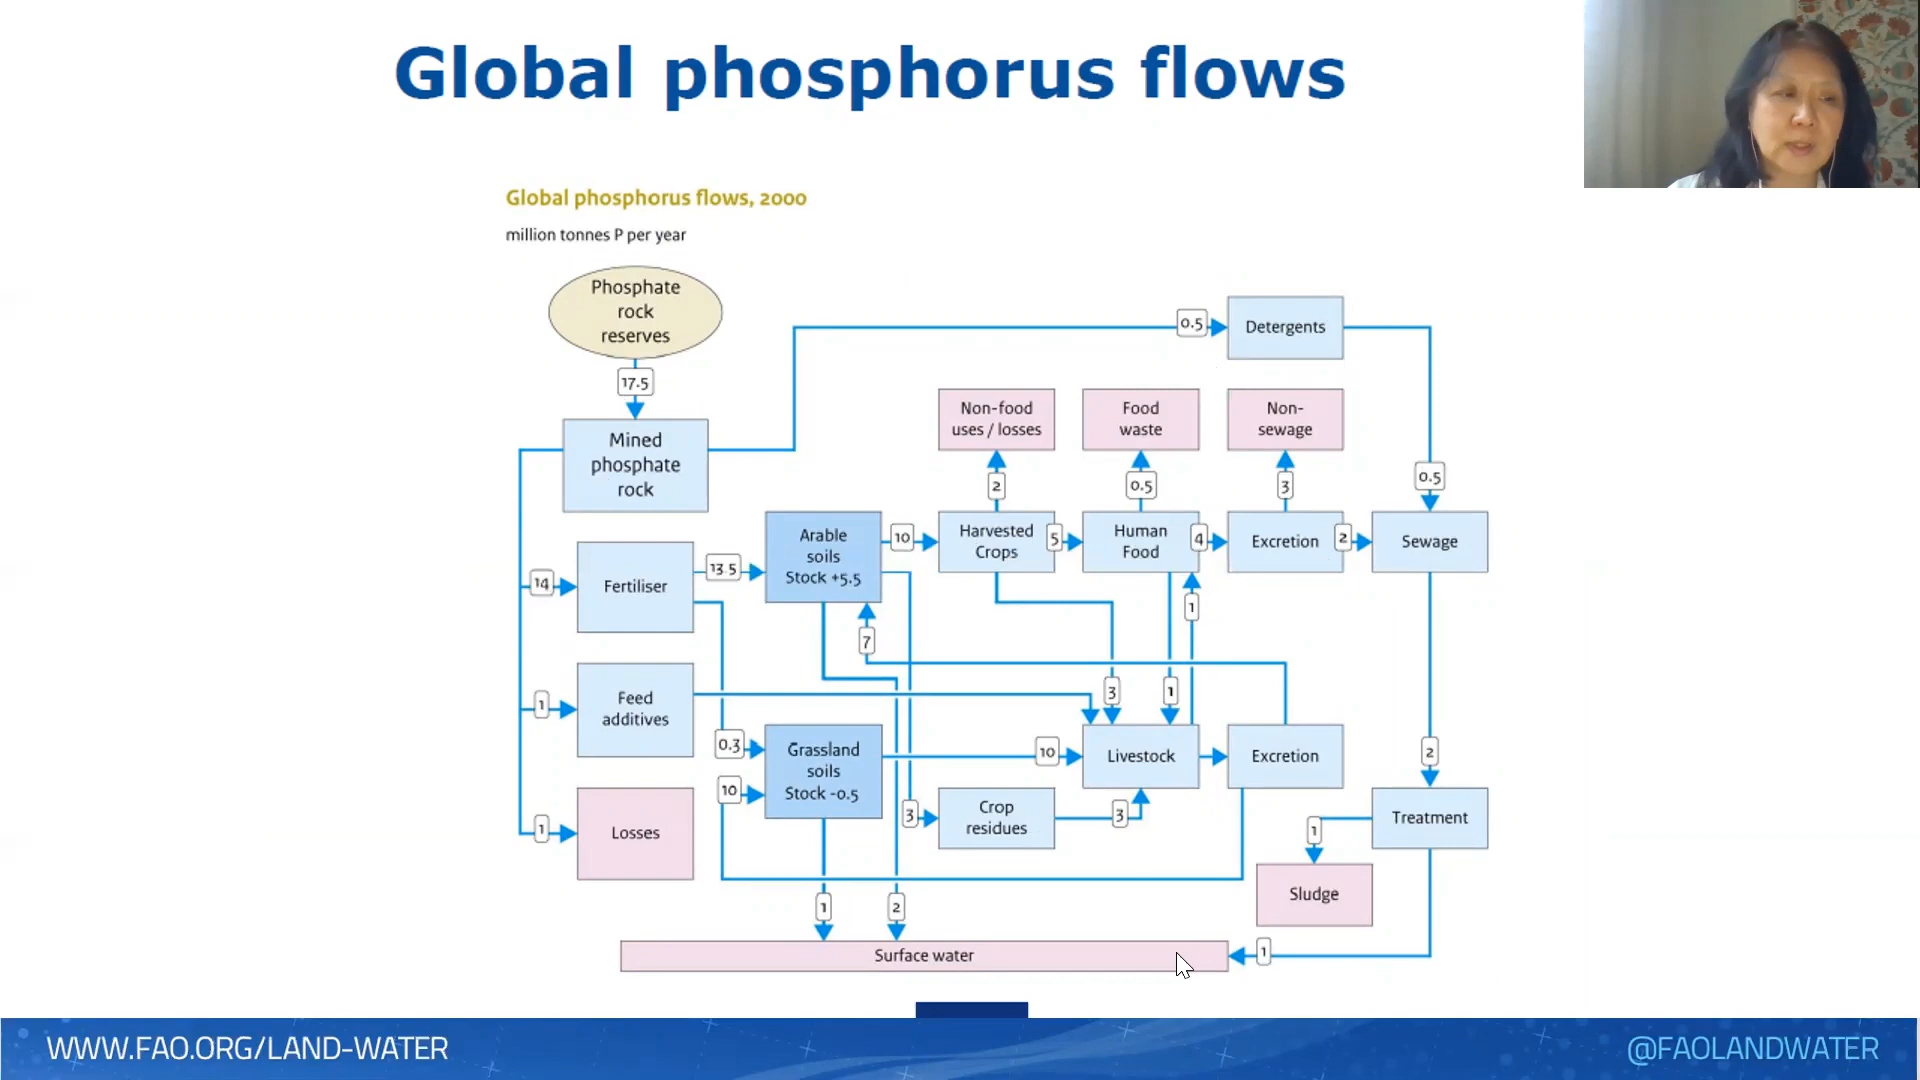 Global phosphorus flows
Global phosphorus flows, 2000
million tonnes P per year
Phosphate
rock
reserves
17.5
Mined
phosphate
rock
0.5
Detergents
Non-food
uses / losses
Food
waste
Non-
sewage
2
0.5
3
0.5
14
Fertiliser
13.5
Arable
soils
Stock +5.5
10
Harvested
Crops
5
Human
Food
4
Excretion
2
Sewage
7
1
1
Feed
additives
3
1
0.3
10
Grassland
soils
Stock -0.5
10
Livestock
Excretion
2
1
Losses
3
Crop
residues
3
Treatment
1
Sludge
1
2
Surface water
1
WWW.FAO.ORG/LAND-WATER
@FAOLANDWATER